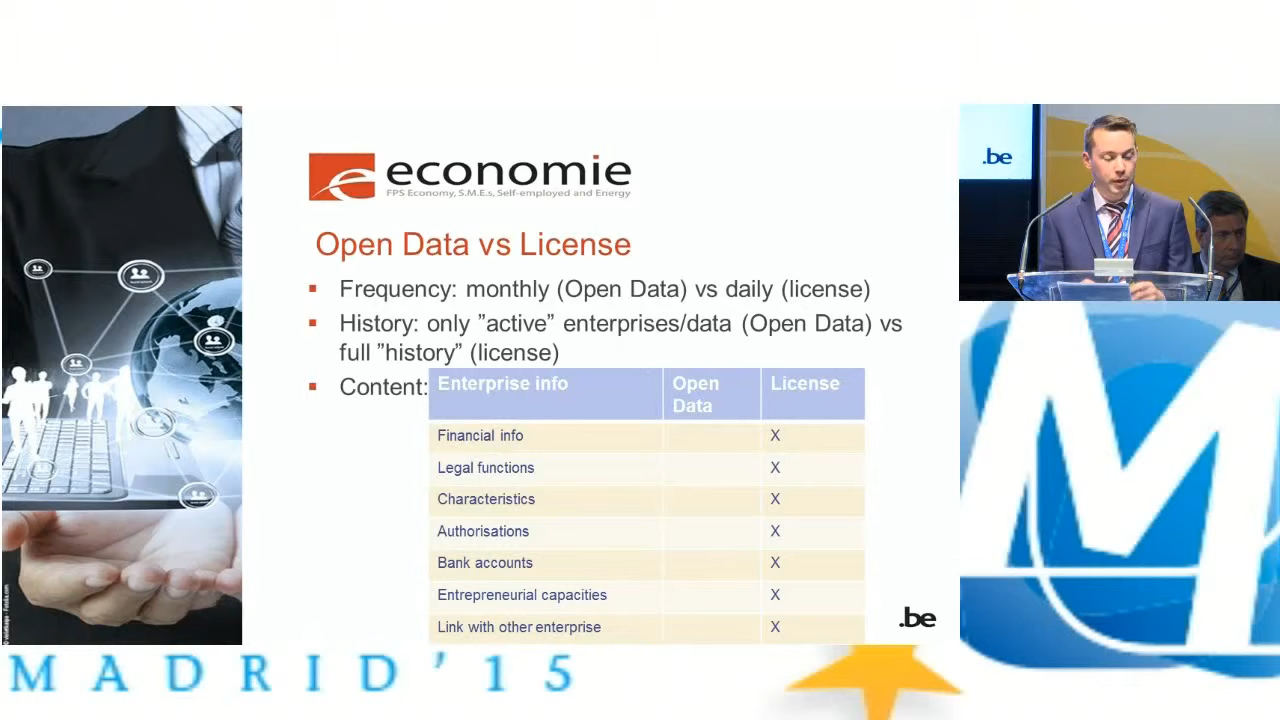 economie
FPS Economy, S.M.E.s, Self-employed and Energy
Open Data vs License
▪ Frequency: monthly (Open Data) vs daily (license)
▪ History: only ”active” enterprises/data (Open Data) vs
full ”history” (license)
▪ Content:
Enterprise info Open Data License
Financial info X
Legal functions X
Characteristics X
Authorisations X
Bank accounts X
Entrepreneurial capacities X
Link with other enterprise X
.be
.be
M
MADRID’15